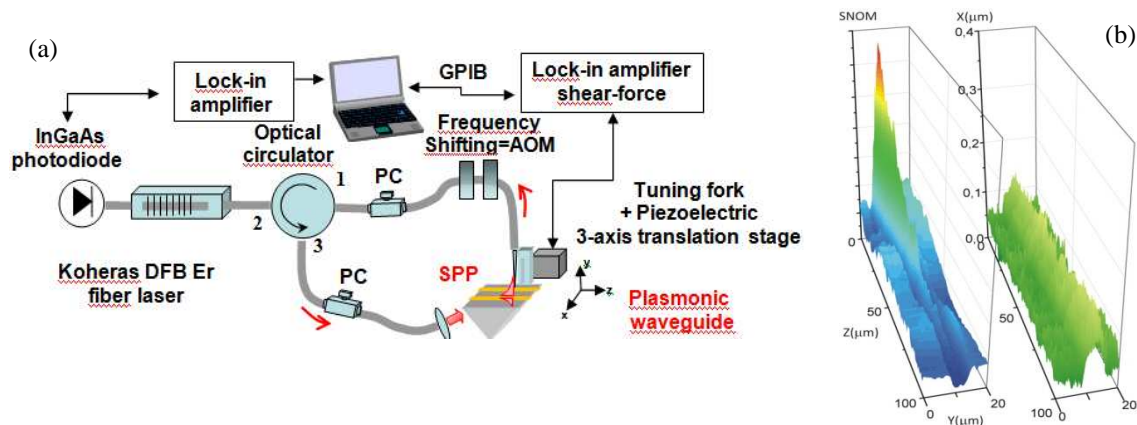 (a)
Lock-in
amplifier
GPIB
Lock-in amplifier
shear-force
InGaAs
photodiode
Optical
circulator
Frequency
Shifting=AOM
PC
1
2
3
Tuning fork
+ Piezoelectric
3-axis translation stage
Koheras DFB Er
fiber laser
PC
SPP
y
z
x
Plasmonic
waveguide
(b)
SNOM
0
50
Z(µm)
100
0
Y(µm)
20
X(µm)
0,4
0,3
0,2
0,1
0,0
0
50
100
0
20